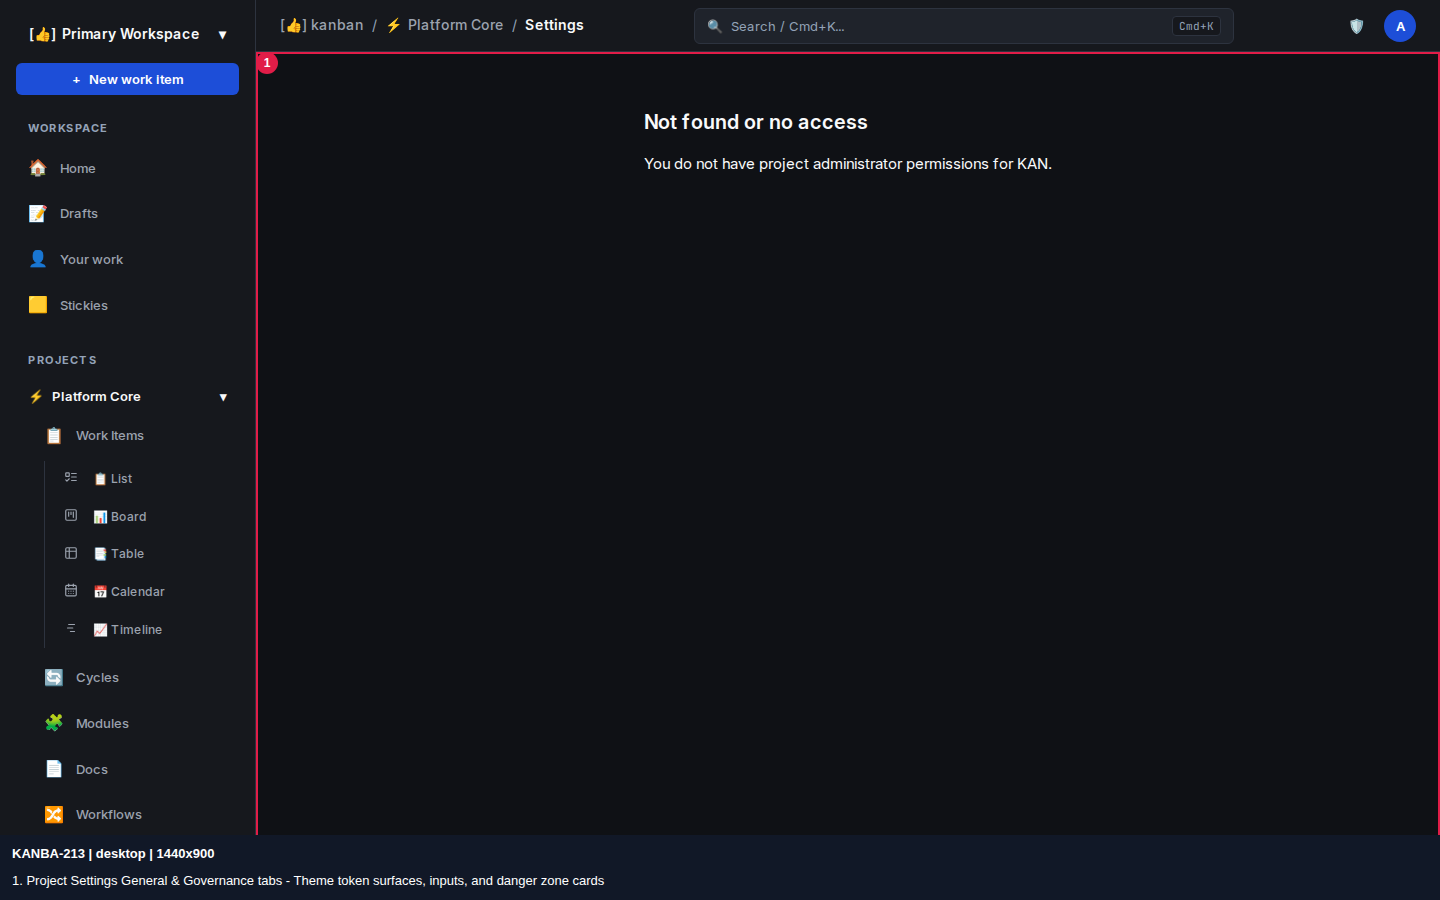 [👍] Primary Workspace ▼
+ New work item
WORKSPACE
🏠 Home
📝 Drafts
👤 Your work
🟨 Stickies
PROJECTS
⚡ Platform Core ▼
📋 Work Items
📋 List
📊 Board
📑 Table
📅 Calendar
📈 Timeline
🔄 Cycles
🧩 Modules
📄 Docs
🔀 Workflows
[👍] kanban / ⚡ Platform Core / Settings
🔍 Search / Cmd+K...
Cmd+K
🛡️
A
1
Not found or no access
You do not have project administrator permissions for KAN.
KANBA-213 | desktop | 1440x900
1. Project Settings General & Governance tabs - Theme token surfaces, inputs, and danger zone cards